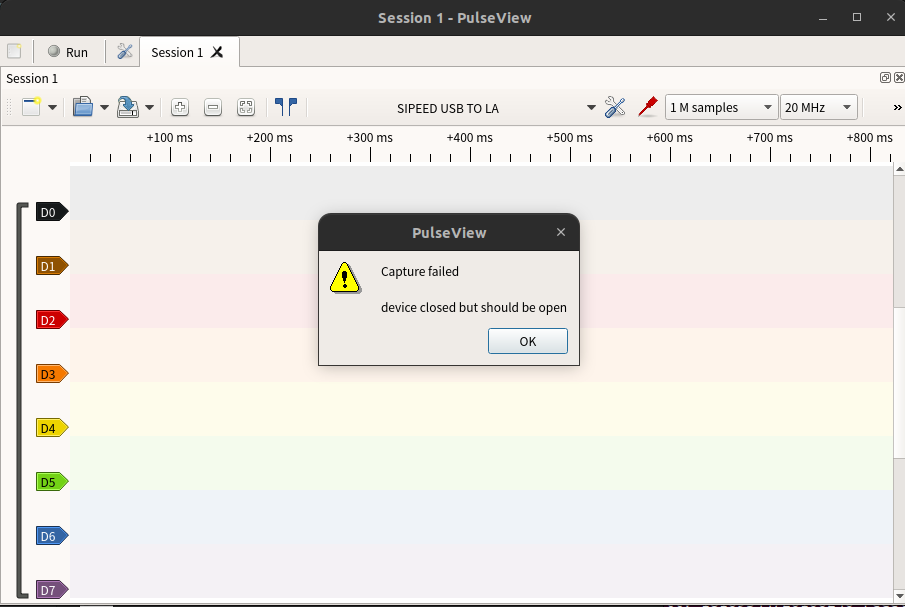 Session 1 - PulseView
Run
Session 1
Session 1
SIPEED USB TO LA
1 M samples
20 MHz
+100 ms +200 ms +300 ms +400 ms +500 ms +600 ms +700 ms +800 ms
D0
PulseView
D1
Capture failed
D2
device closed but should be open
OK
D3
D4
D5
D6
D7